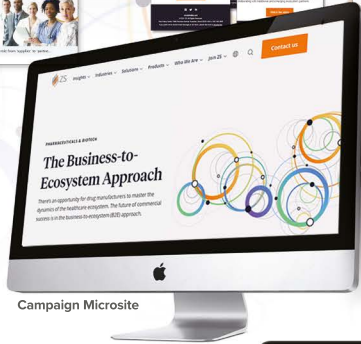 ZS
Insights
Industries
Solutions
Products
Who We Are
Join ZS
Contact us
PHARMACEUTICALS & BIOTECH
The Business-to-
Ecosystem Approach
There's an opportunity for drug manufacturers to master the
dynamics of the healthcare ecosystem. The future of commercial
success is in the business-to-ecosystem (B2E) approach.
Campaign Microsite